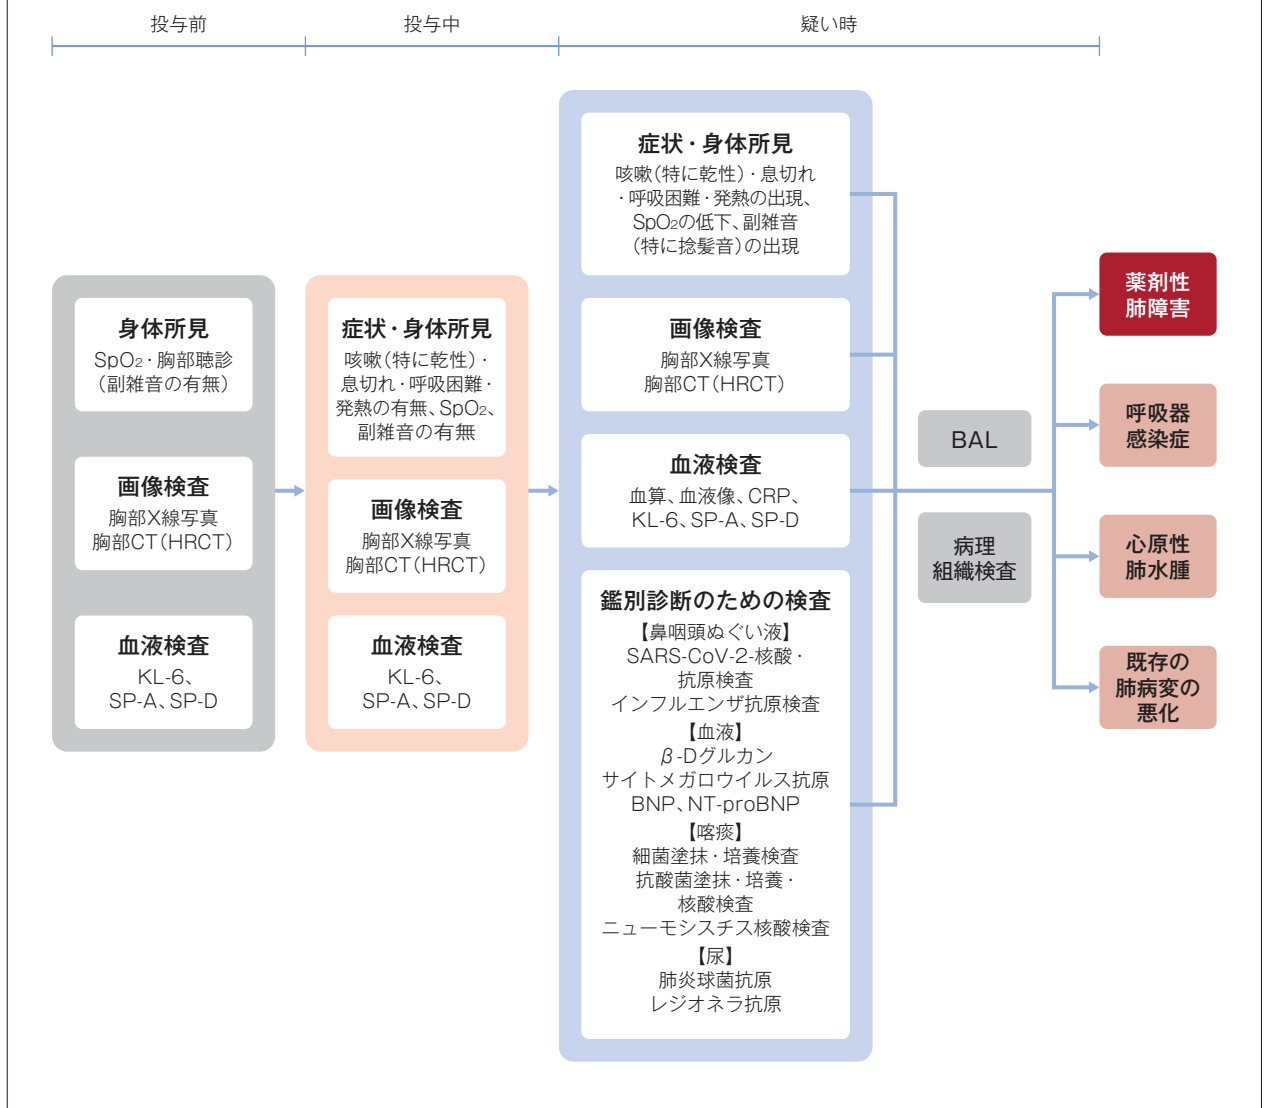 投与前
投与中
疑い時
身体所見
SpO2・胸部聴診
（副雑音の有無）
画像検査
胸部X線写真
胸部CT（HRCT）
血液検査
KL-6、
SP-A、SP-D
症状・身体所見
咳嗽（特に乾性）・
息切れ・呼吸困難・
発熱の有無、SpO2、
副雑音の有無
画像検査
胸部X線写真
胸部CT（HRCT）
血液検査
KL-6、
SP-A、SP-D
症状・身体所見
咳嗽（特に乾性）・息切れ
・呼吸困難・発熱の出現、
SpO2の低下、副雑音
（特に捻髪音）の出現
画像検査
胸部X線写真
胸部CT（HRCT）
血液検査
血算、血液像、CRP、
KL-6、SP-A、SP-D
鑑別診断のための検査
【鼻咽頭ぬぐい液】
SARS-CoV-2-核酸・
抗原検査
インフルエンザ抗原検査
【血液】
β-Dグルカン
サイトメガロウイルス抗原
BNP、NT-proBNP
【喀痰】
細菌塗抹・培養検査
抗酸菌塗抹・培養・
核酸検査
ニューモシスチス核酸検査
【尿】
肺炎球菌抗原
レジオネラ抗原
BAL
病理
組織検査
薬剤性
肺障害
呼吸器
感染症
心原性
肺水腫
既存の
肺病変の
悪化